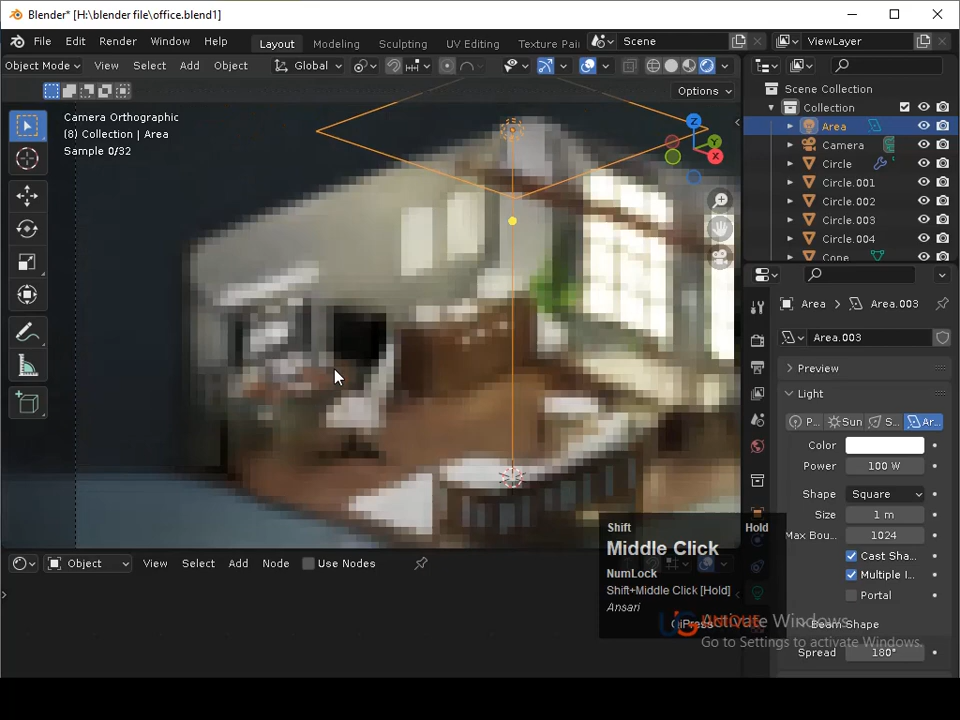 Blender* [H:\blender file\office.blend1]
File Edit Render Window Help Layout Modeling Sculpting UV Editing Texture Pai Scene ViewLayer
Object Mode View Select Add Object Global
Options
Camera Orthographic
(8) Collection | Area
Sample 0/32
Z
Y
X
Scene Collection
Collection
Area
Camera
Circle
Circle.001
Circle.002
Circle.003
Circle.004
Cone
Area Area.003
Area.003
Preview
Light
P... Sun S... Ar...
Color
Power 100 W
Shape Square
Size 1 m
Max Bou... 1024
Cast Sha...
Multiple I...
Portal
Beam Shape
Spread 180°
Object View Select Add Node Use Nodes
Shift Hold
Middle Click
NumLock
Shift+Middle Click [Hold]
Ansari
Activate Windows
Go to Settings to activate Windows.